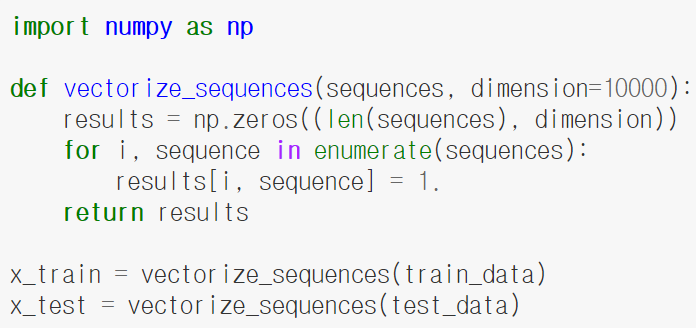 import numpy as np
def vectorize_sequences(sequences, dimension=10000):
    results = np.zeros((len(sequences), dimension))
    for i, sequence in enumerate(sequences):
        results[i, sequence] = 1.
    return results
x_train = vectorize_sequences(train_data)
x_test = vectorize_sequences(test_data)